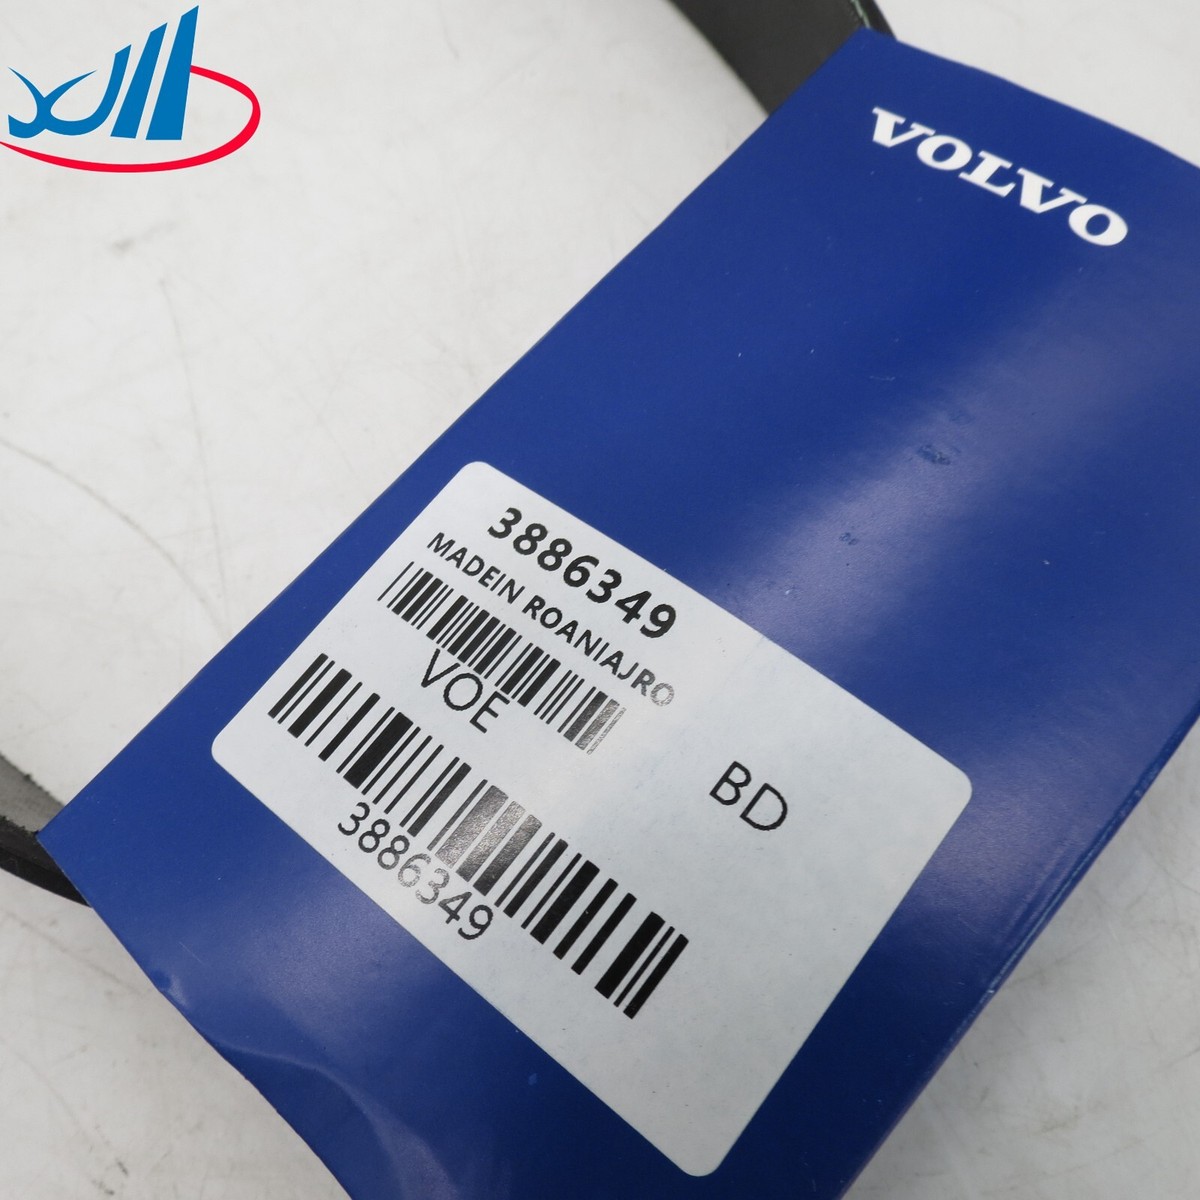 VOLVO
3886349
MADEIN ROANIAJRO
VOE
BD
3886349